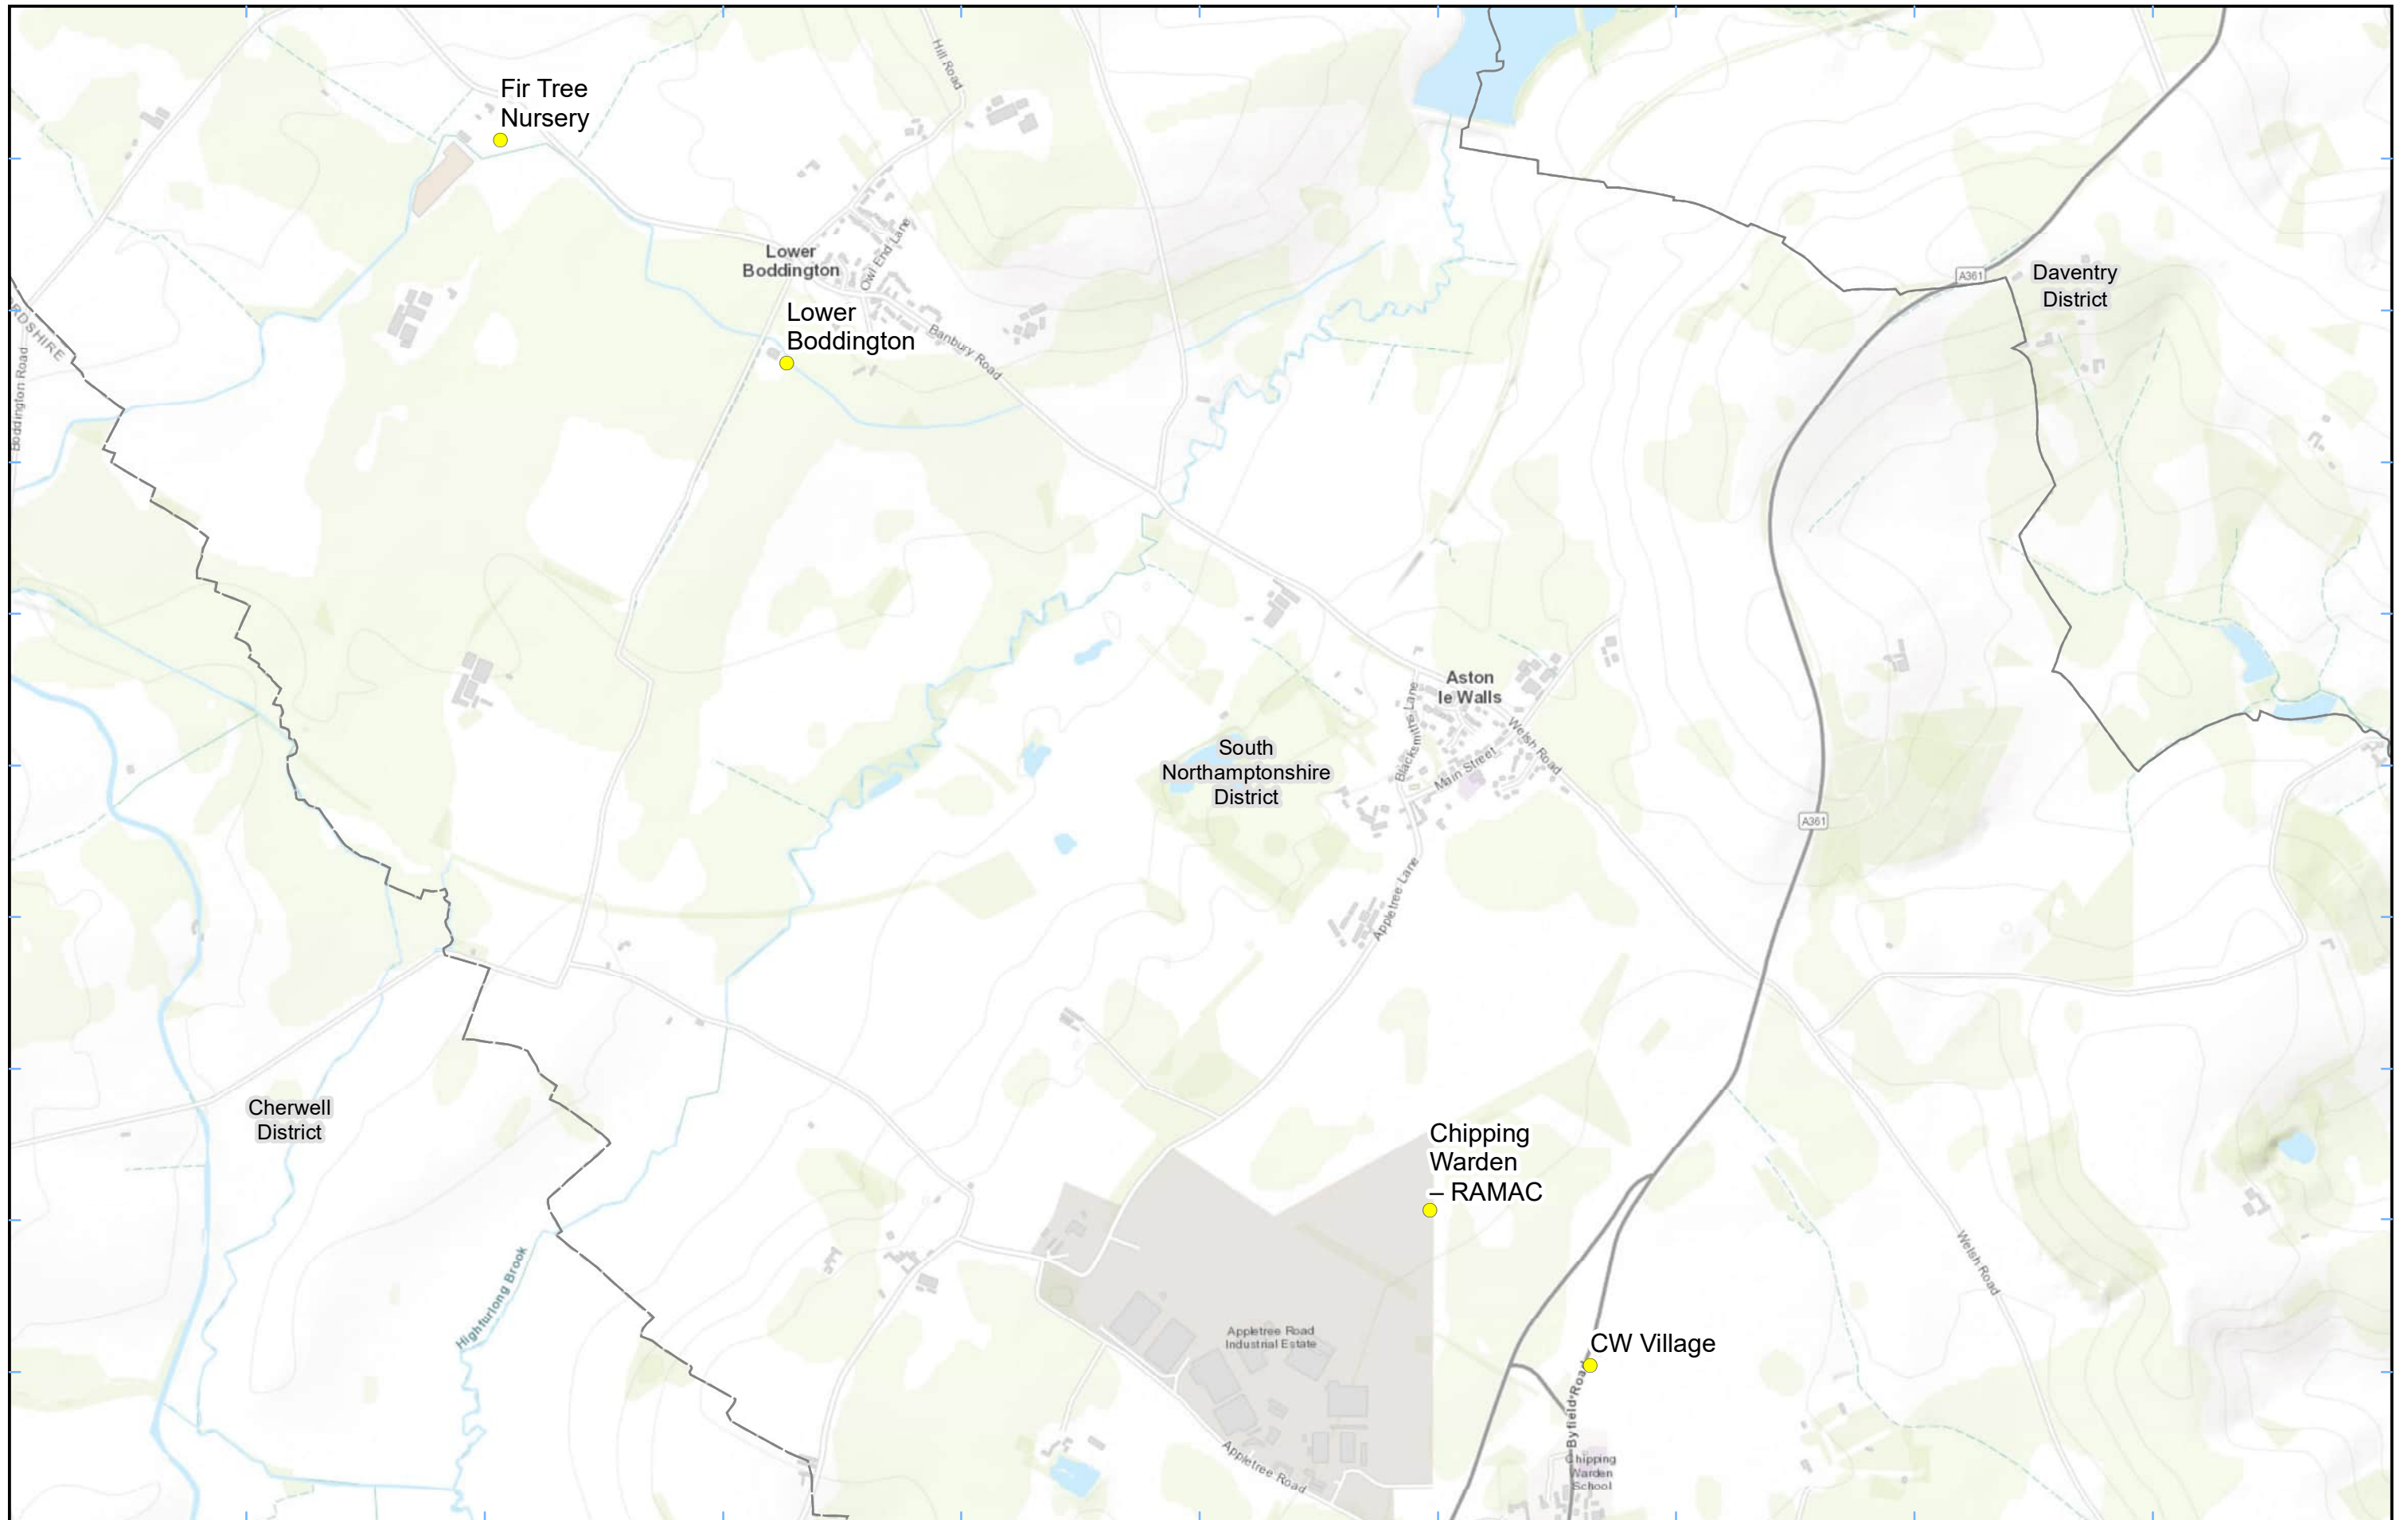 Hill Road
Fir Tree
Nursery
Lower
Boddington
Owl End Lane
A361
Daventry
District
RDSHIRE
Boddington Road
Lower
Boddington
Banbury Road
Aston
le Walls
Blacksmiths Lane
Main Street
Welsh Road
South
Northamptonshire
District
A361
Appletree Lane
Cherwell
District
Chipping
Warden
– RAMAC
Highfurlong Brook
Welsh Road
Appletree Road
Industrial Estate
CW Village
Byfield Road
Appletree Road
Chipping
Warden
School